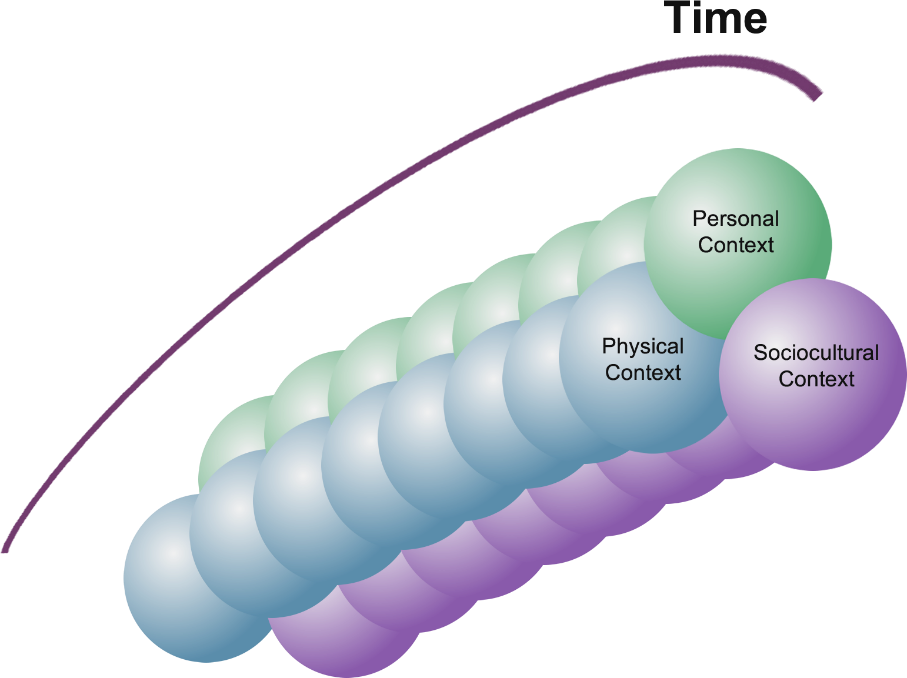 Time
Personal
Context
Physical
Context
Sociocultural
Context